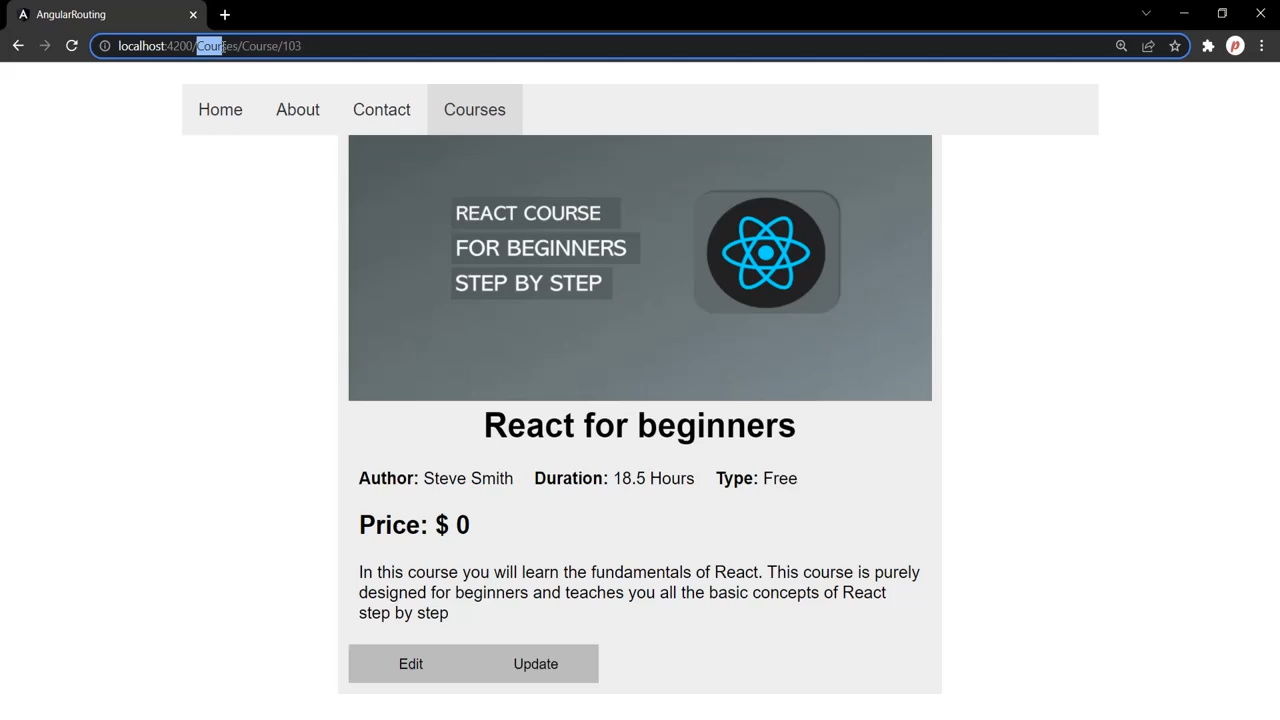 AngularRouting
localhost:4200/Courses/Course/103
Home About Contact Courses
REACT COURSE
FOR BEGINNERS
STEP BY STEP
React for beginners
Author: Steve Smith Duration: 18.5 Hours Type: Free
Price: $ 0
In this course you will learn the fundamentals of React. This course is purely
designed for beginners and teaches you all the basic concepts of React
step by step
Edit Update